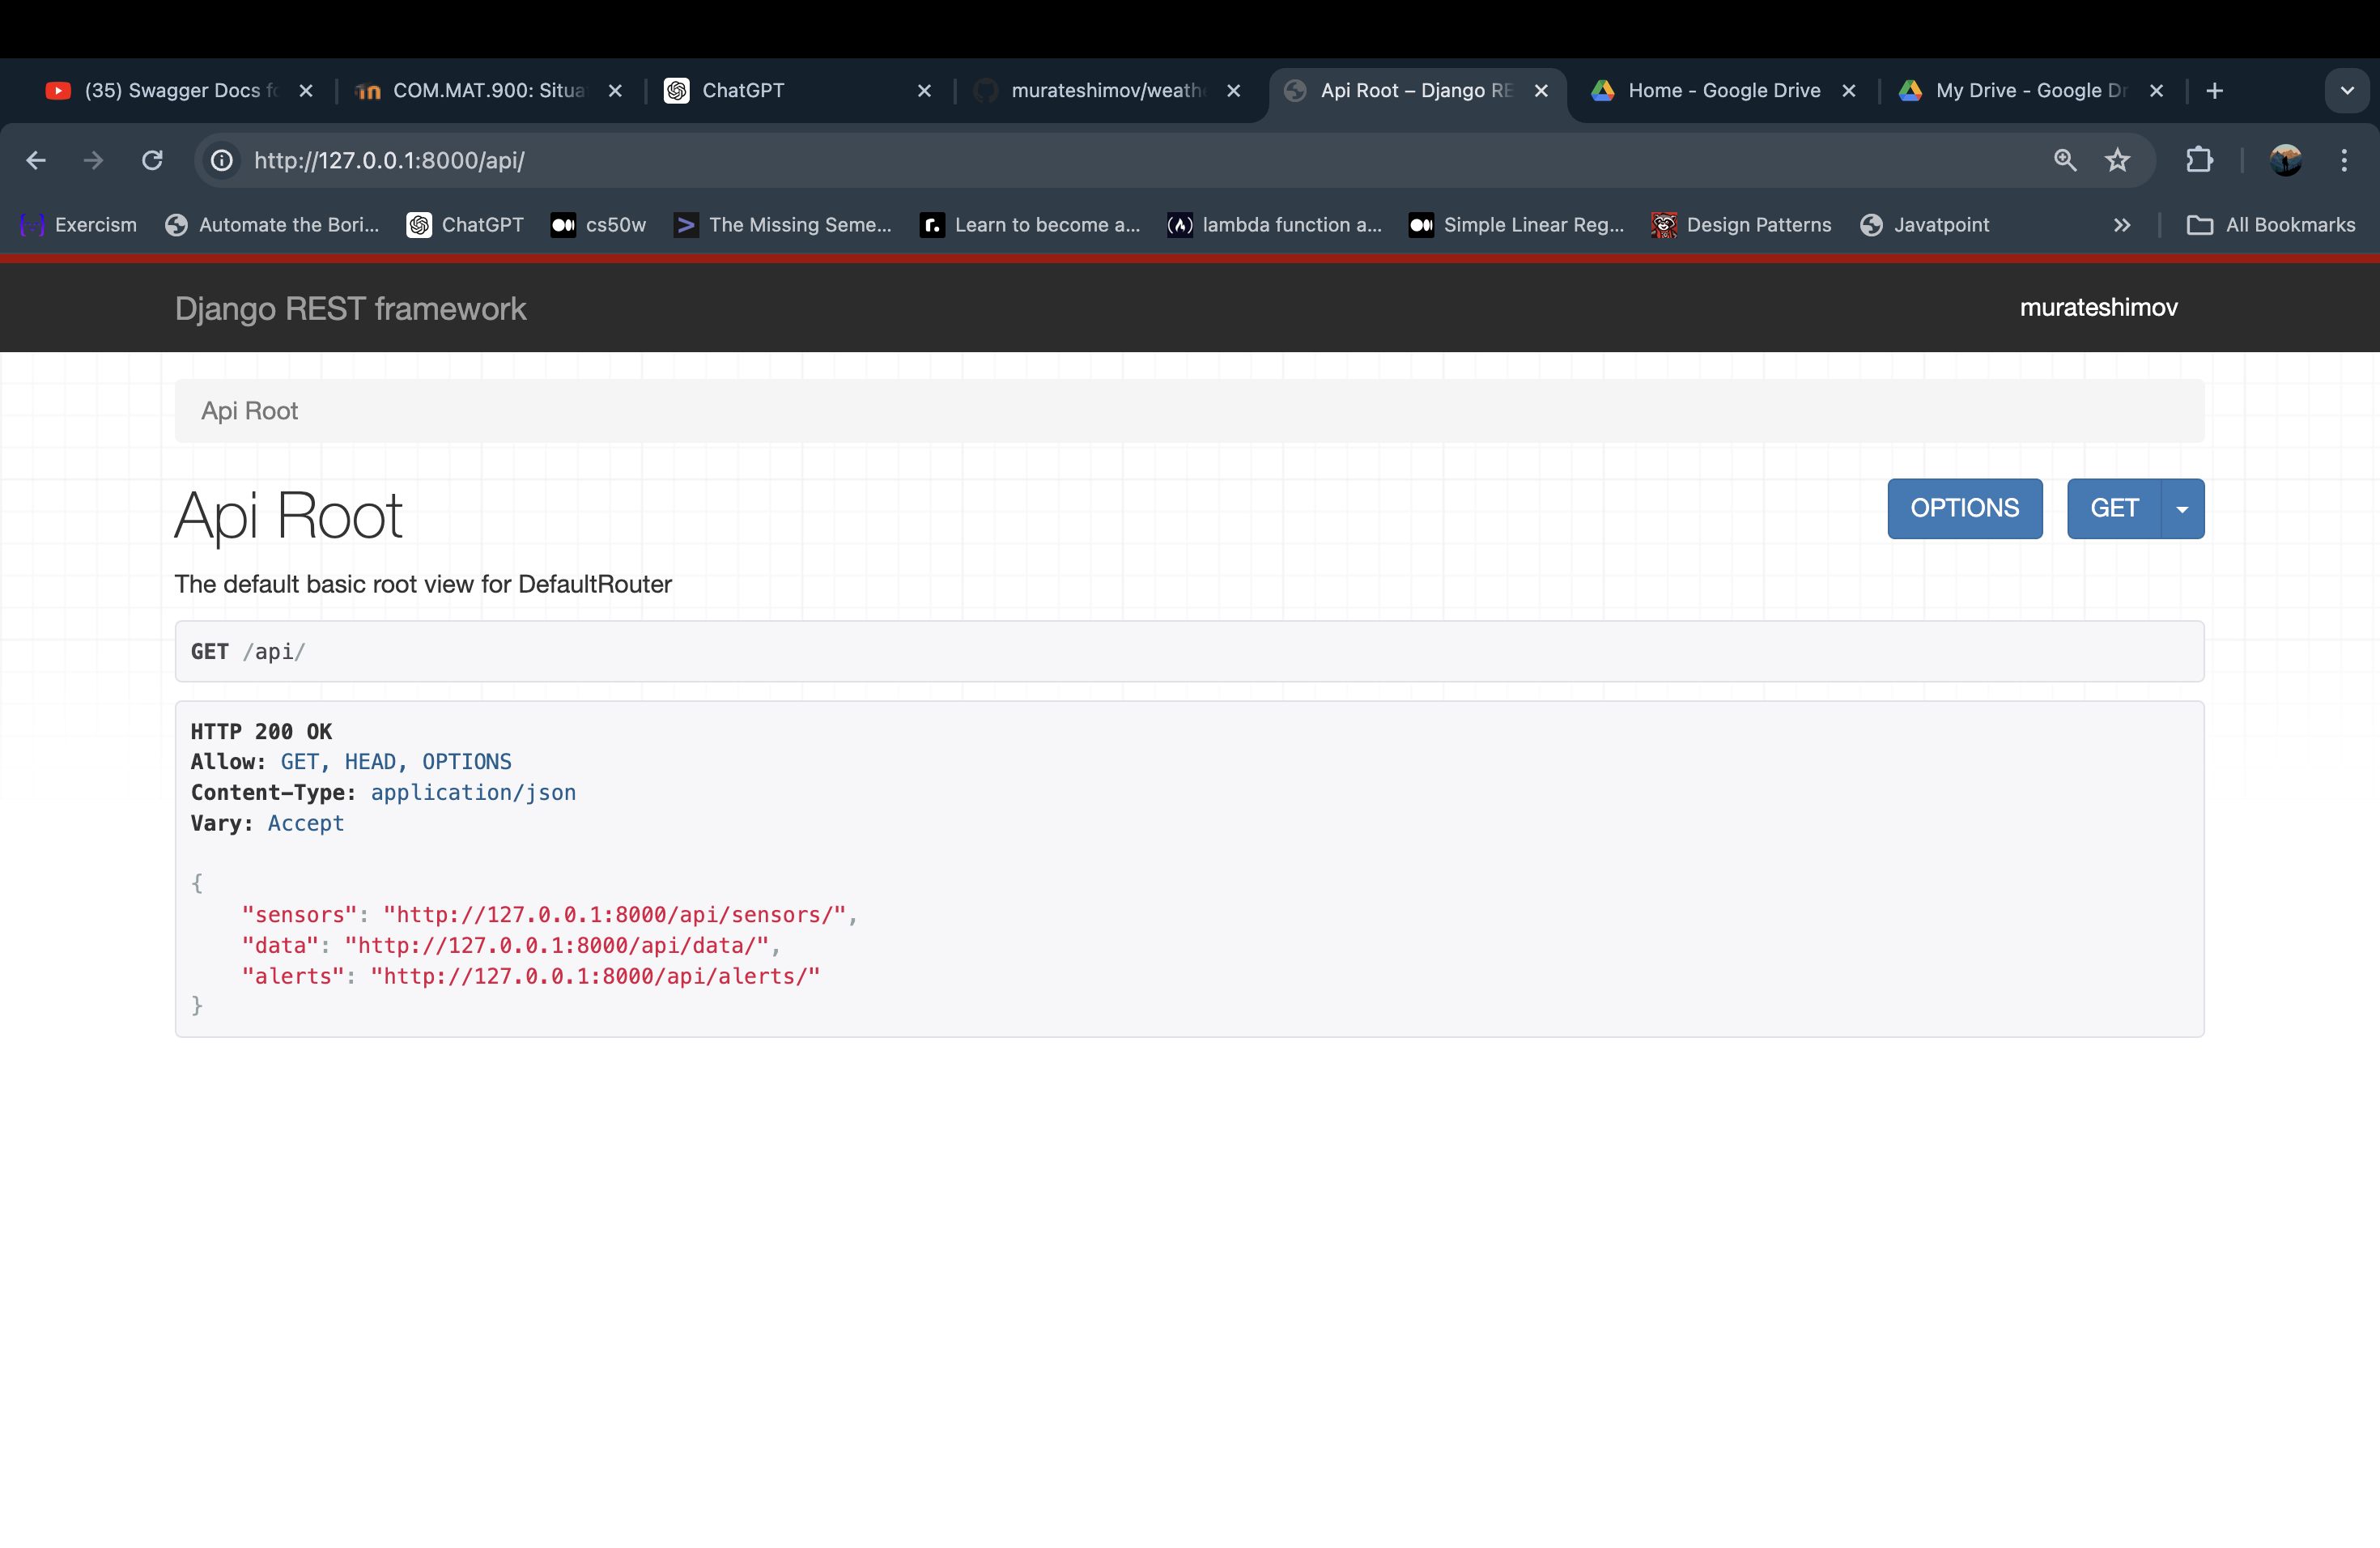 (35) Swagger Docs fo
COM.MAT.900: Situa
ChatGPT
murateshimov/weathe
Api Root – Django RE
Home - Google Drive
My Drive - Google Dr
http://127.0.0.1:8000/api/
Exercism
Automate the Bori...
ChatGPT
cs50w
The Missing Seme...
Learn to become a...
lambda function a...
Simple Linear Reg...
Design Patterns
Javatpoint
All Bookmarks
Django REST framework
murateshimov
Api Root
Api Root
OPTIONS
GET
The default basic root view for DefaultRouter
GET /api/
HTTP 200 OK
Allow: GET, HEAD, OPTIONS
Content-Type: application/json
Vary: Accept
{
"sensors": "http://127.0.0.1:8000/api/sensors/",
"data": "http://127.0.0.1:8000/api/data/",
"alerts": "http://127.0.0.1:8000/api/alerts/"
}